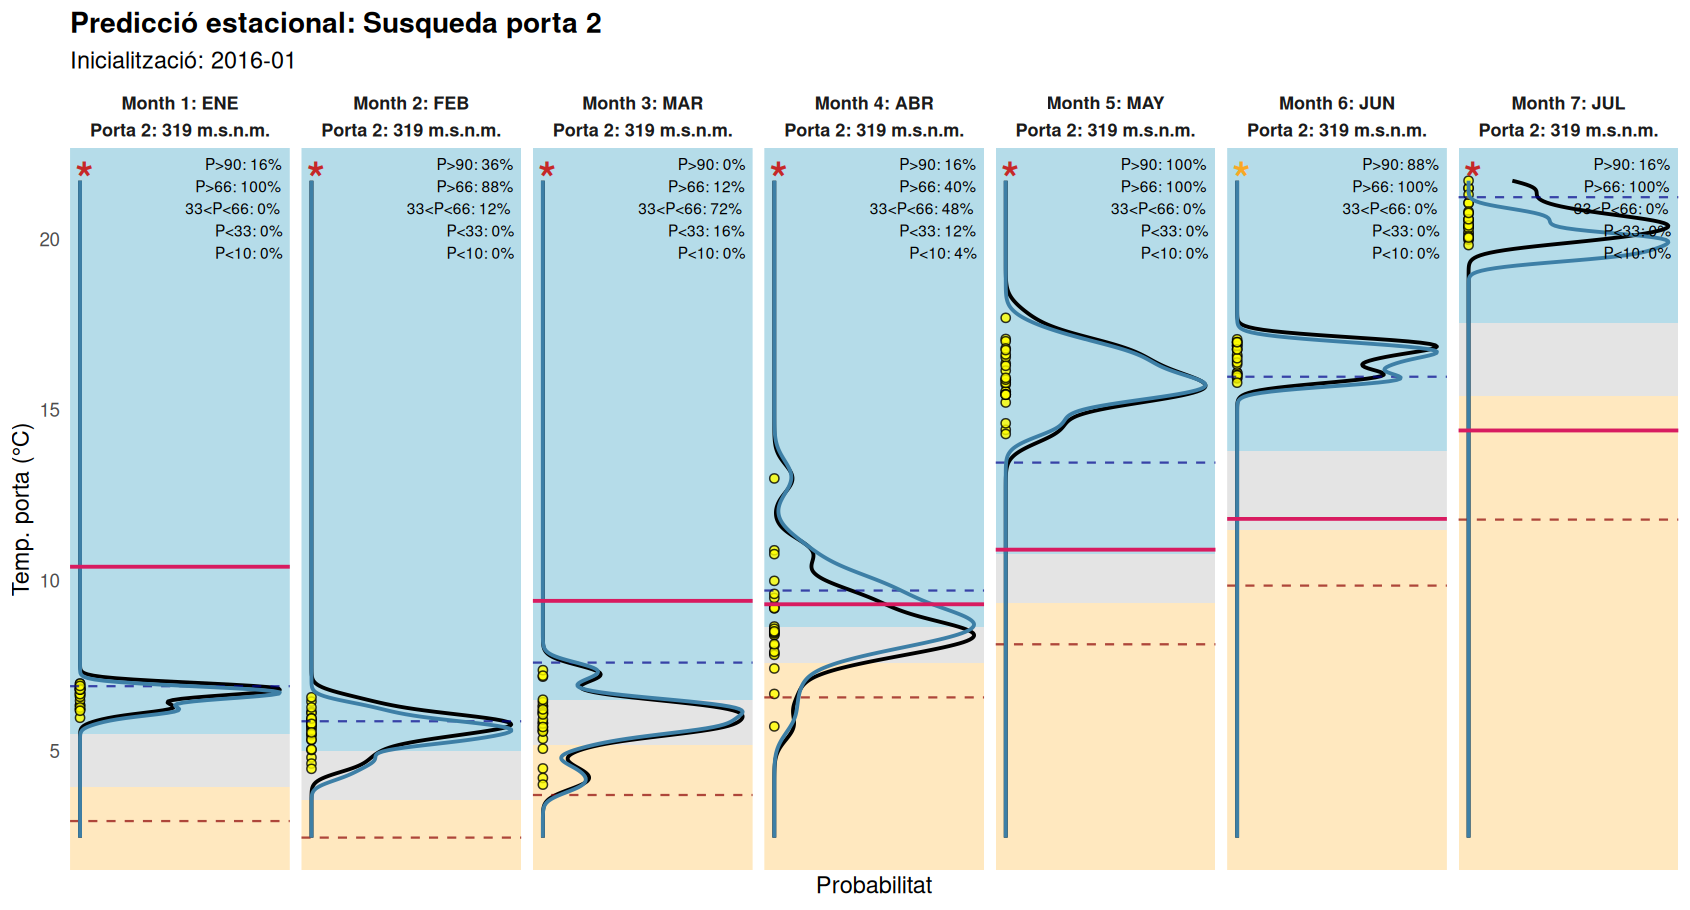 Predicció estacional: Susqueda porta 2
Inicialització: 2016-01
Month 1: ENE
Porta 2: 319 m.s.n.m.
Month 2: FEB
Porta 2: 319 m.s.n.m.
Month 3: MAR
Porta 2: 319 m.s.n.m.
Month 4: ABR
Porta 2: 319 m.s.n.m.
Month 5: MAY
Porta 2: 319 m.s.n.m.
Month 6: JUN
Porta 2: 319 m.s.n.m.
Month 7: JUL
Porta 2: 319 m.s.n.m.
*
P>90: 16%
P>66: 100%
33<P<66: 0%
P<33: 0%
P<10: 0%
*
P>90: 36%
P>66: 88%
33<P<66: 12%
P<33: 0%
P<10: 0%
*
P>90: 0%
P>66: 12%
33<P<66: 72%
P<33: 16%
P<10: 0%
*
P>90: 16%
P>66: 40%
33<P<66: 48%
P<33: 12%
P<10: 4%
*
P>90: 100%
P>66: 100%
33<P<66: 0%
P<33: 0%
P<10: 0%
*
P>90: 88%
P>66: 100%
33<P<66: 0%
P<33: 0%
P<10: 0%
*
P>90: 16%
P>66: 100%
33<P<66: 0%
P<33: 0%
P<10: 0%
Temp. porta (°C)
20
15
10
5
Probabilitat